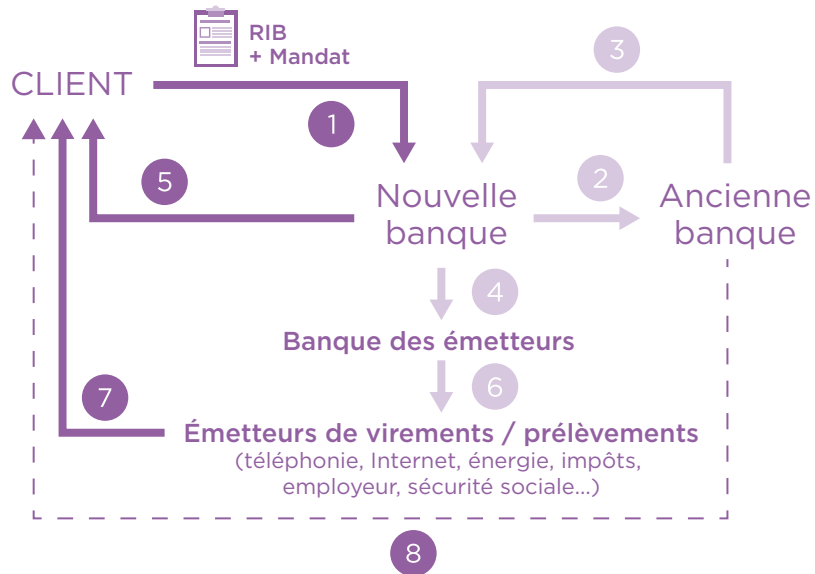 RIB
+ Mandat
3
CLIENT
1
5
2
Nouvelle
banque
Ancienne
banque
4
Banque des émetteurs
6
7
Émetteurs de virements / prélèvements
(téléphonie, Internet, énergie, impôts,
employeur, sécurité sociale...)
8